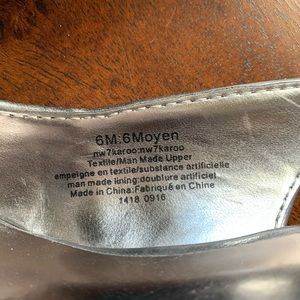 6M:6Moyen
nw7karoo:nw7karoo
Textile/Man Made Upper
empeigne en textile/substance artificielle
man made lining:doublure artificiel
Made in China:Fabriqué en Chine
1418 0916